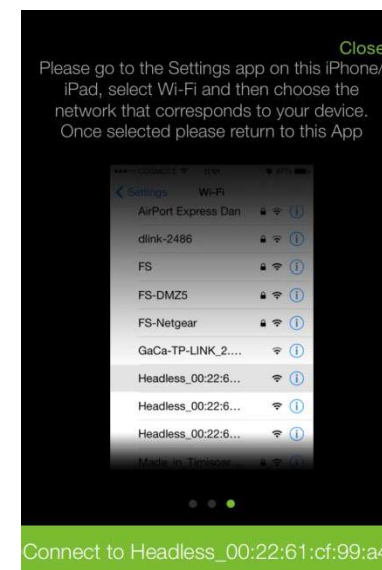 Close
Please go to the Settings app on this iPhone/
iPad, select Wi-Fi and then choose the
network that corresponds to your device.
Once selected please return to this App
Settings Wi-Fi
AirPort Express Dan
dlink-2486
FS
FS-DMZ5
FS-Netgear
GaCa-TP-LINK_2....
Headless_00:22:6...
Headless_00:22:6...
Headless_00:22:6...
Connect to Headless_00:22:61:cf:99:a4